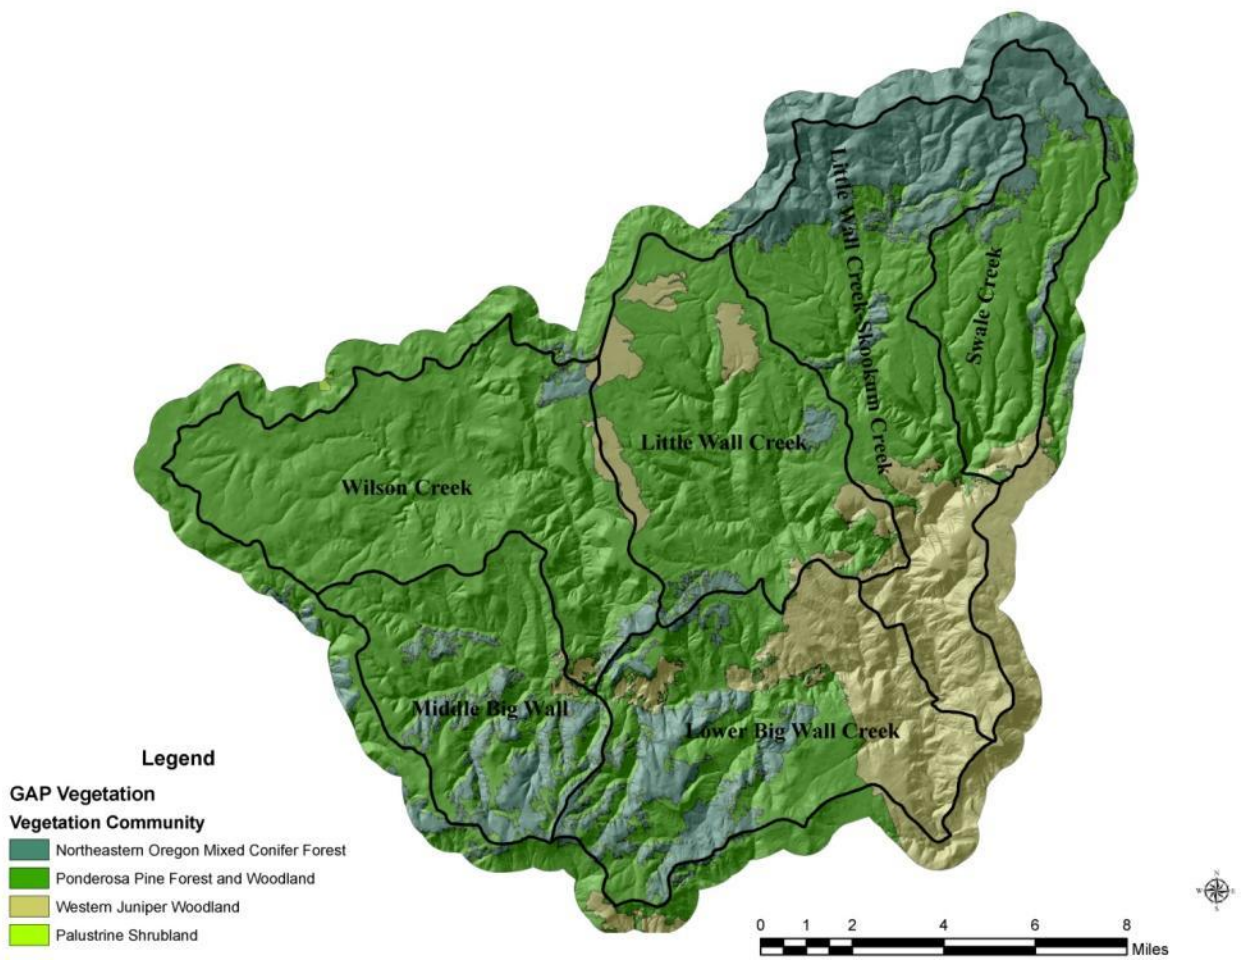 Little Wall Creek-Skookum Creek
Swale Creek
Little Wall Creek
Wilson Creek
Middle Big Wall
Lower Big Wall Creek
Legend
GAP Vegetation
Vegetation Community
Northeastern Oregon Mixed Conifer Forest
Ponderosa Pine Forest and Woodland
Western Juniper Woodland
Palustrine Shrubland
N
W E
S
0 1 2 4 6 8
Miles